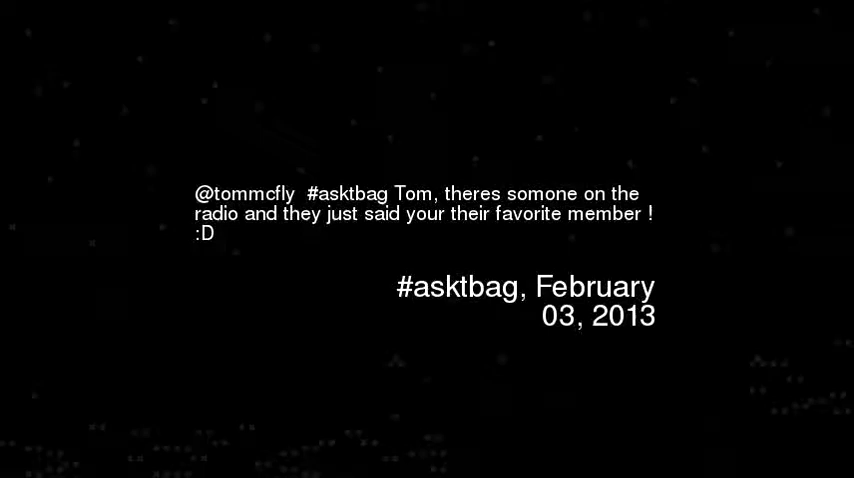 @tommcfly  #asktbag Tom, theres somone on the
radio and they just said your their favorite member !
:D
#asktbag, February
03, 2013